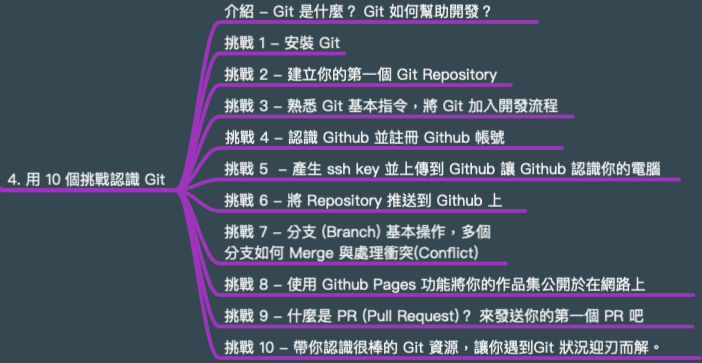 介紹 – Git 是什麼？ Git 如何幫助開發？
挑戰 1 – 安裝 Git
挑戰 2 – 建立你的第一個 Git Repository
挑戰 3 – 熟悉 Git 基本指令，將 Git 加入開發流程
挑戰 4 – 認識 Github 並註冊 Github 帳號
4. 用 10 個挑戰認識 Git
挑戰 5 – 產生 ssh key 並上傳到 Github 讓 Github 認識你的電腦
挑戰 6 – 將 Repository 推送到 Github 上
挑戰 7 – 分支 (Branch) 基本操作，多個
分支如何 Merge 與處理衝突(Conflict)
挑戰 8 – 使用 Github Pages 功能將你的作品集公開於在網路上
挑戰 9 – 什麼是 PR (Pull Request)？ 來發送你的第一個 PR 吧
挑戰 10 – 帶你認識很棒的 Git 資源，讓你遇到Git 狀況迎刃而解。